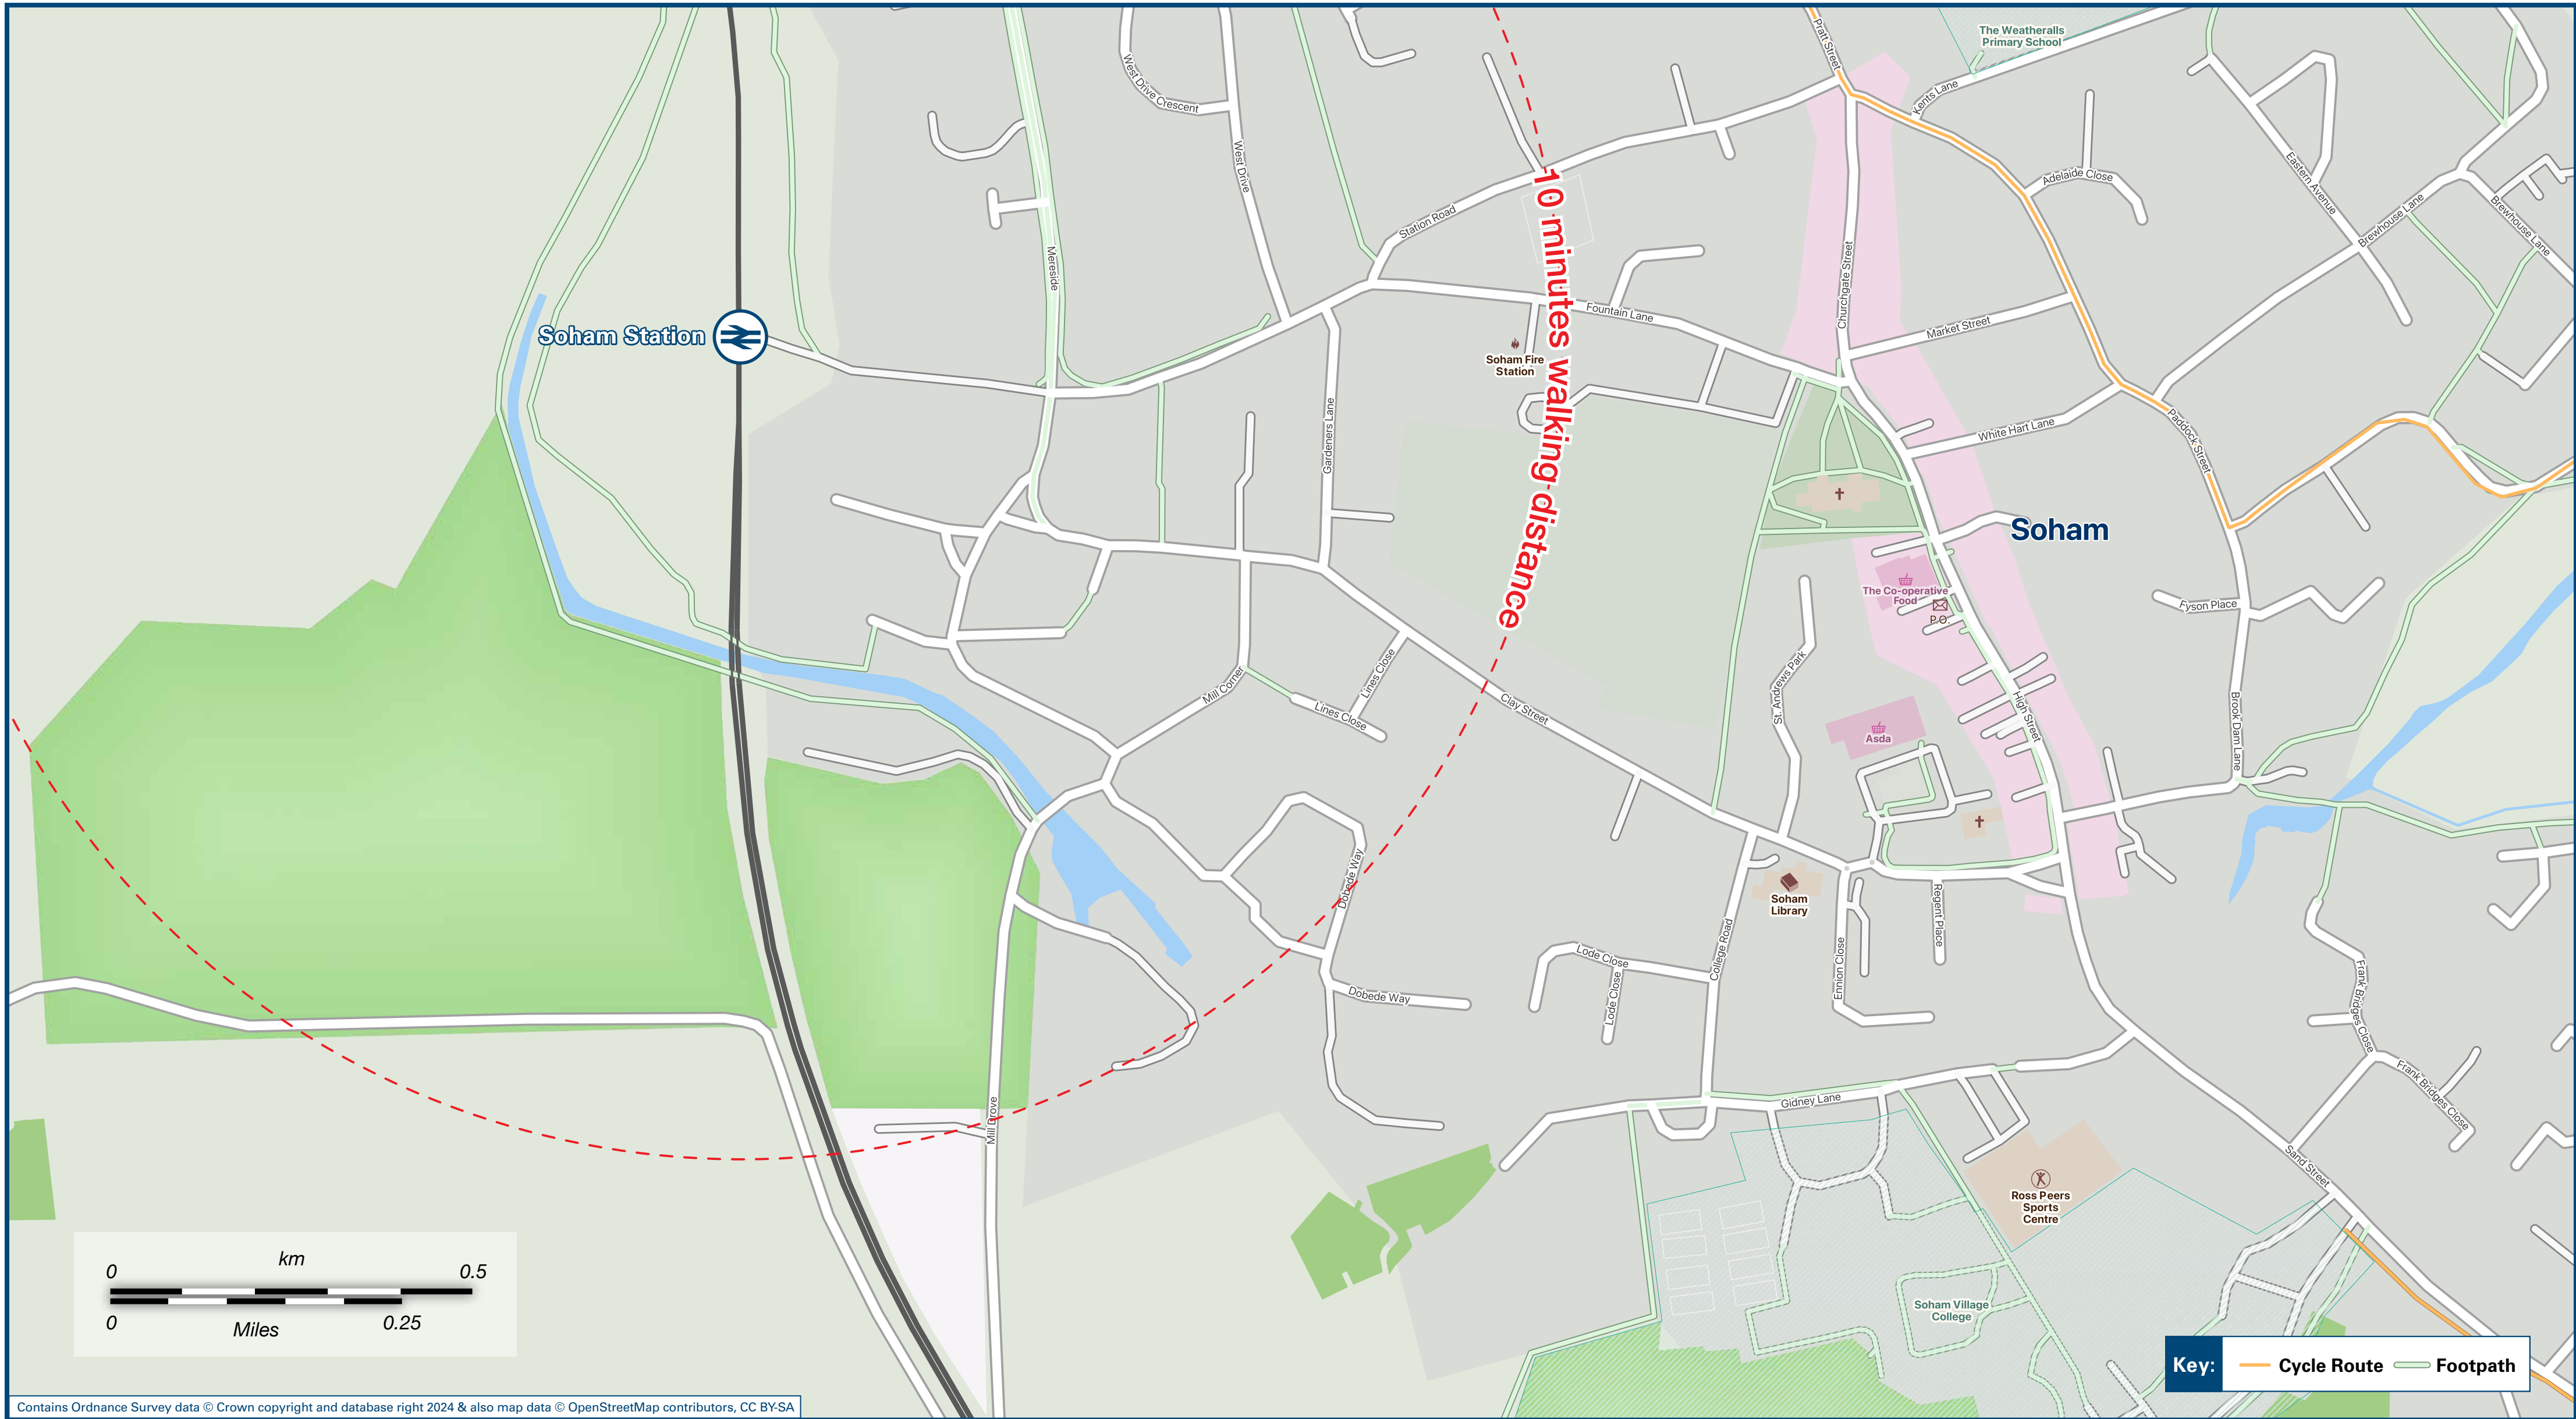 Pratt Street
The Weatheralls
Primary School
Kents Lane
West Drive Crescent
West Drive
Mereside
Station Road
Churchgate Street
Adelaide Close
Eastern Avenue
Brewhouse Lane
Brewhouse Lane
Soham Station
10 minutes walking distance
Fountain Lane
Market Street
Soham Fire
Station
Gardeners Lane
White Hart Lane
Paddock Street
Soham
The Co-operative
Food
P.O.
Fyson Place
Mill Corner
Lines Close
Lines Close
Clay Street
St. Andrews Park
High Street
Brook Dam Lane
Asda
Dobede Way
Soham
Library
Regent Place
College Road
Ennion Close
Lode Close
Lode Close
Dobede Way
Frank Bridges Close
Frank Bridges Close
Mill Drove
Gidney Lane
Sand Street
Ross Peers
Sports
Centre
Soham Village
College
km
0 0.5
0 0.25
Miles
Key: Cycle Route Footpath
Contains Ordnance Survey data © Crown copyright and database right 2024 & also map data © OpenStreetMap contributors, CC BY-SA